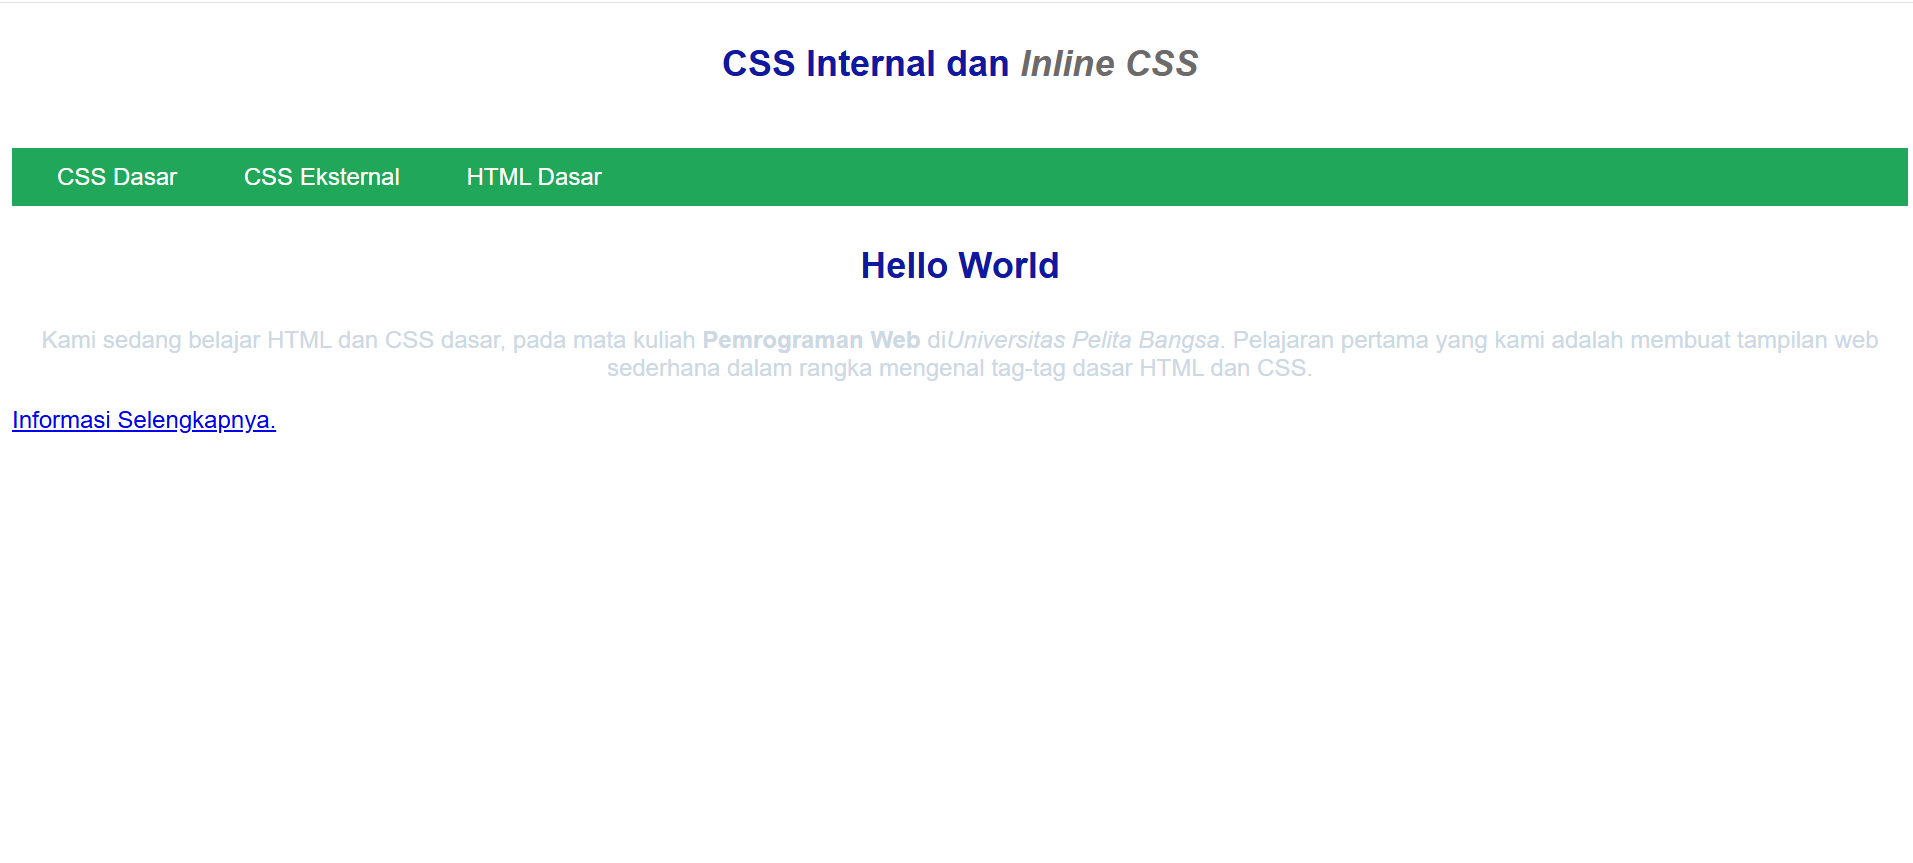 CSS Internal dan Inline CSS
CSS Dasar CSS Eksternal HTML Dasar
Hello World
Kami sedang belajar HTML dan CSS dasar, pada mata kuliah Pemrograman Web diUniversitas Pelita Bangsa. Pelajaran pertama yang kami adalah membuat tampilan web
sederhana dalam rangka mengenal tag-tag dasar HTML dan CSS.
Informasi Selengkapnya.